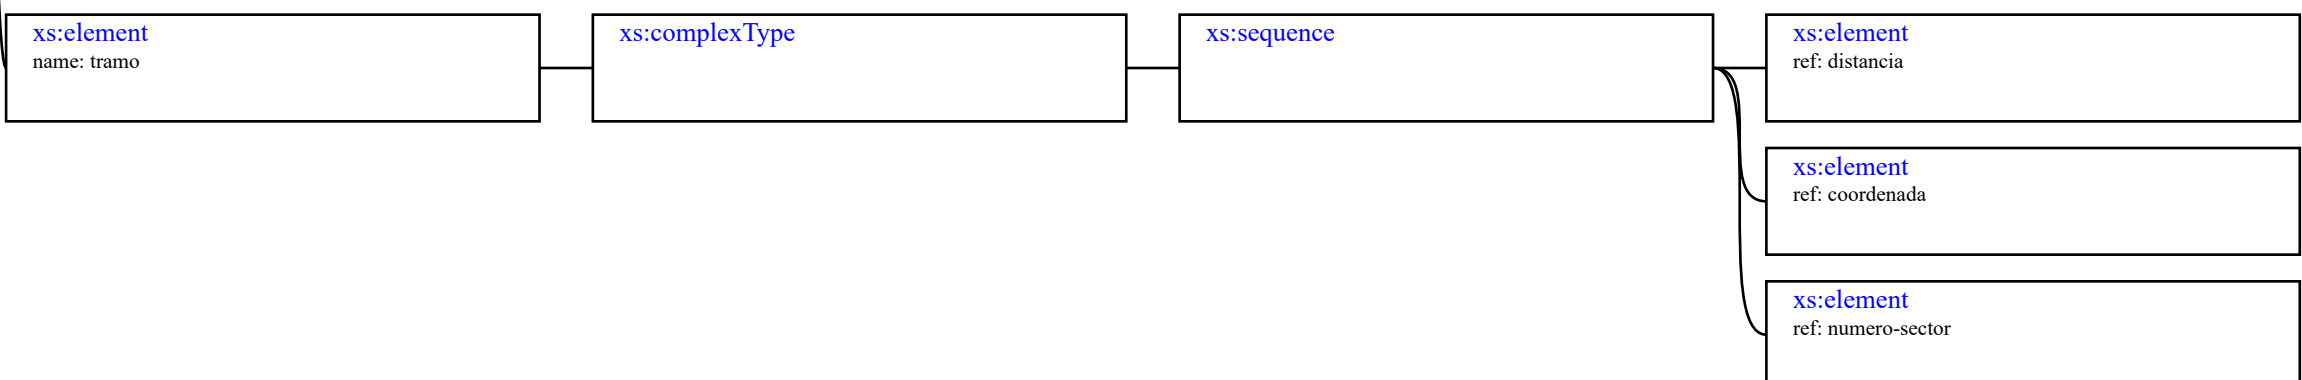 xs:element
name: tramo
xs:complexType
xs:sequence
xs:element
ref: distancia
xs:element
ref: coordenada
xs:element
ref: numero-sector